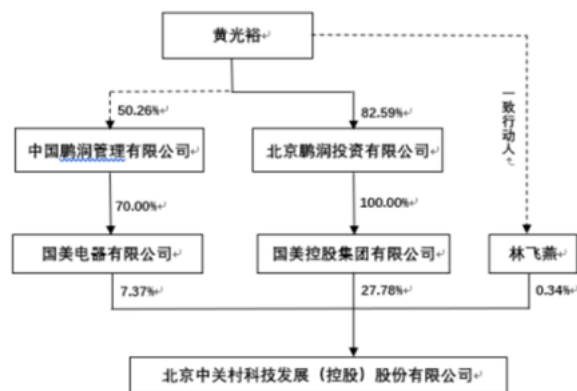 黄光裕
50.26%
82.59%
一致行动人
中国鹏润管理有限公司
北京鹏润投资有限公司
70.00%
100.00%
国美电器有限公司
国美控股集团有限公司
林飞燕
7.37%
27.78%
0.34%
北京中关村科技发展（控股）股份有限公司